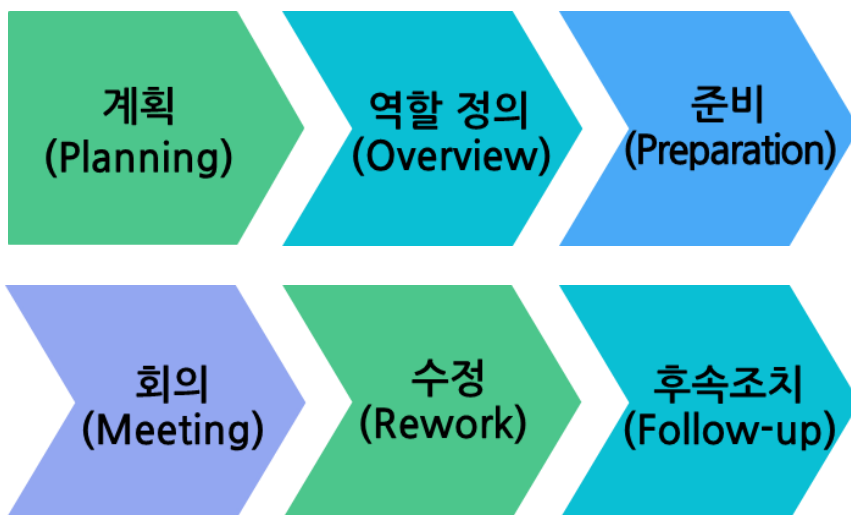 계획
(Planning)
역할 정의
(Overview)
준비
(Preparation)
회의
(Meeting)
수정
(Rework)
후속조치
(Follow-up)